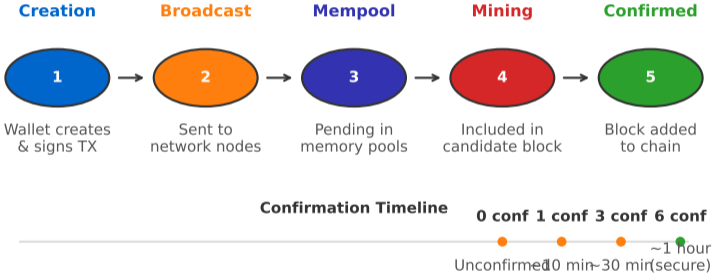 Creation Broadcast Mempool Mining Confirmed
1 2 3 4 5
Wallet creates
& signs TX
Sent to
network nodes
Pending in
memory pools
Included in
candidate block
Block added
to chain
Confirmation Timeline
0 conf 1 conf 3 conf 6 conf
Unconfirmed ~10 min ~30 min
~1 hour
(secure)